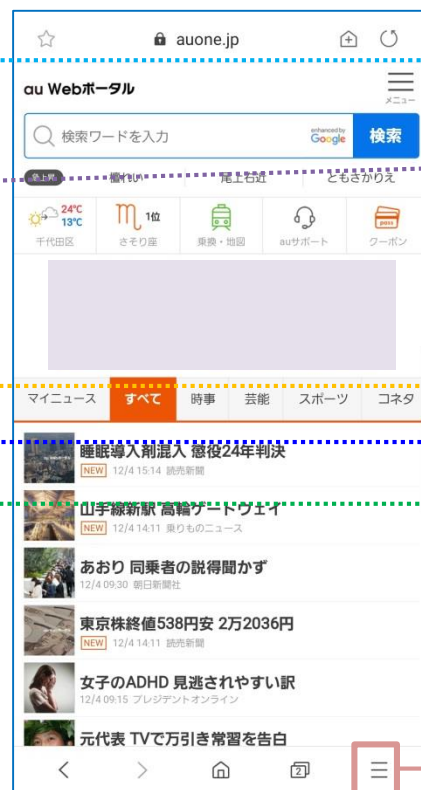 auone.jp
au Webポータル
メニュー
検索ワードを入力
enhanced by Google
検索
急上昇
尾上右近
ともさかりえ
24℃
13℃
千代田区
1位
さそり座
乗換・地図
auサポート
pass
クーポン
マイニュース すべて 時事 芸能 スポーツ コネタ
睡眠導入剤混入 懲役24年判決
NEW 12/4 15:14 読売新聞
山手線新駅 高輪ゲートウェイ
NEW 12/4 14:11 乗りものニュース
あおり 同乗者の説得聞かず
12/4 09:30 朝日新聞社
東京株終値538円安 2万2036円
NEW 12/4 14:11 読売新聞
女子のADHD 見逃されやすい訳
12/4 09:15 プレジデントオンライン
元代表 TVで万引き常習を告白
2